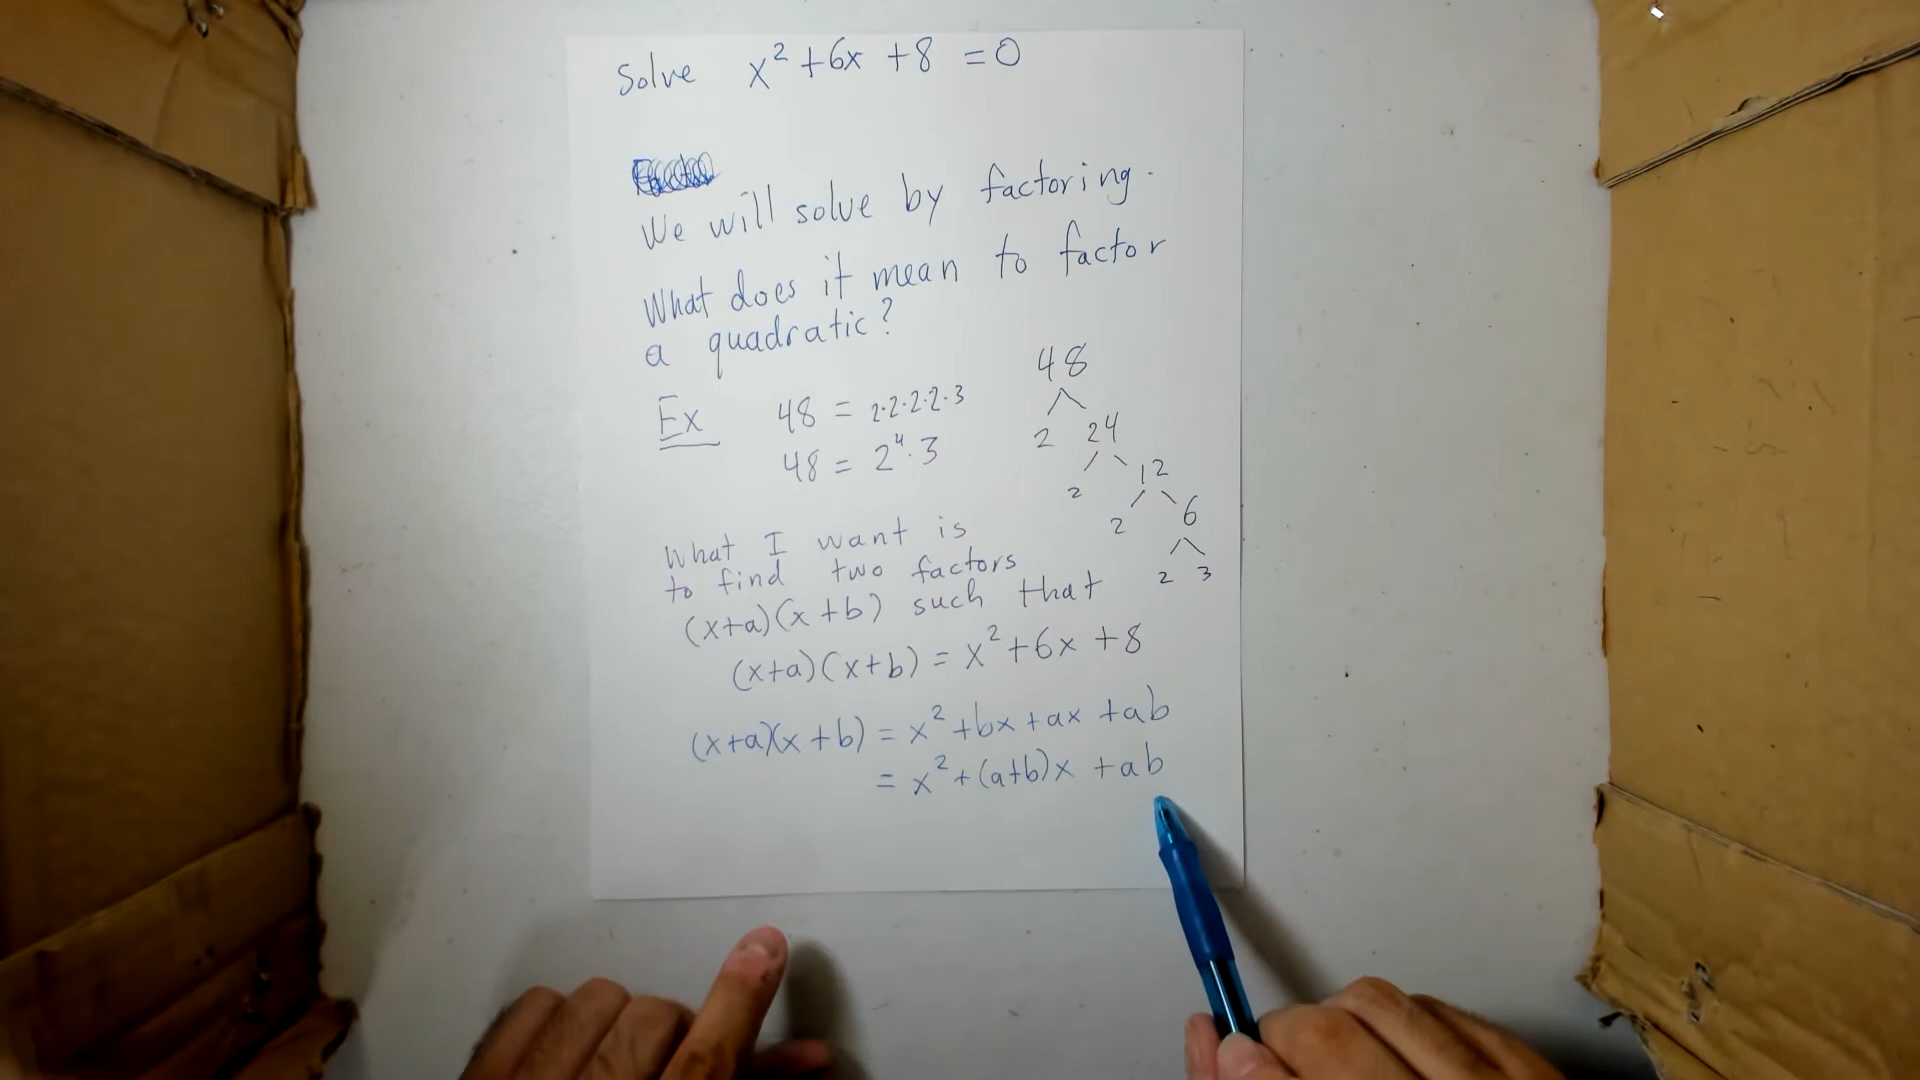 Solve x² + 6x + 8 = 0
We will solve by factoring.
What does it mean to factor
a quadratic?
Ex 48 = 2·2·2·2·3
48 = 2⁴·3
48
2 24
2 12
2 6
2 3
What I want is
to find two factors
(x+a)(x+b) such that
(x+a)(x+b) = x² + 6x + 8
(x+a)(x+b) = x² + bx + ax + ab
= x² + (a+b)x + ab